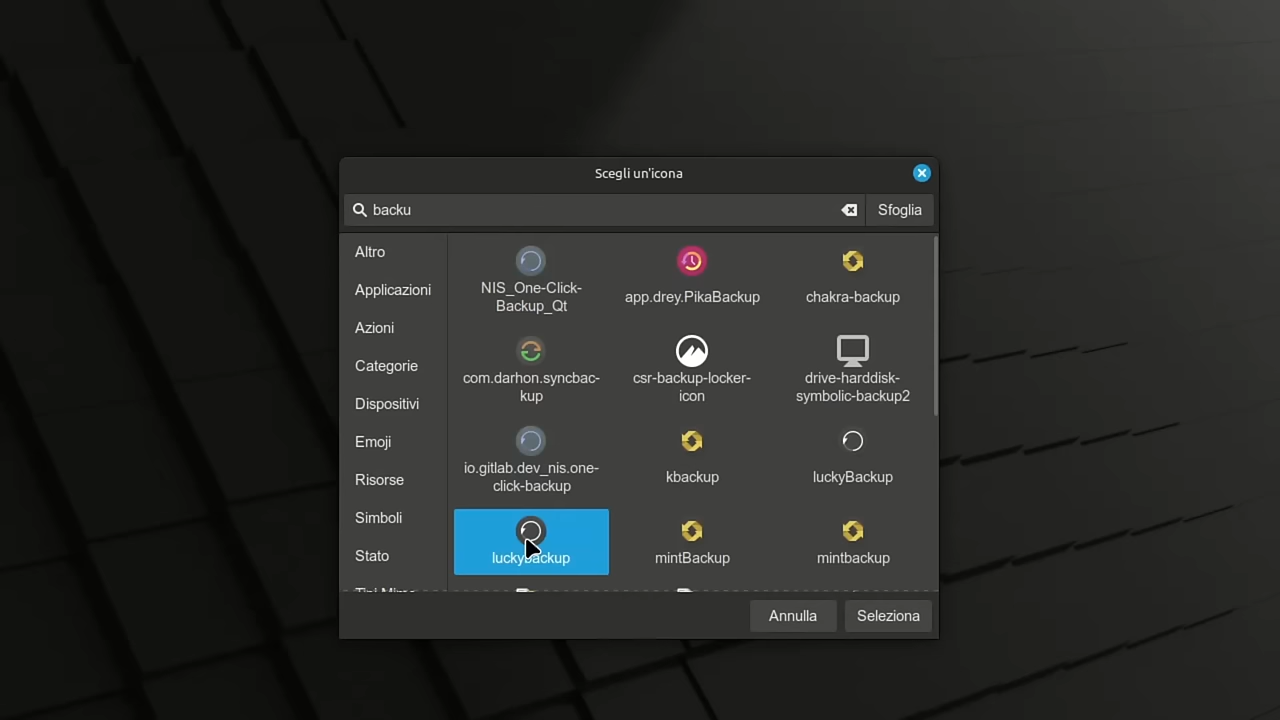 Scegli un'icona
backu
Sfoglia
Altro
Applicazioni
Azioni
Categorie
Dispositivi
Emoji
Risorse
Simboli
Stato
NIS_One-Click-
Backup_Qt
app.drey.PikaBackup
chakra-backup
com.darhon.syncbac-
kup
csr-backup-locker-
icon
drive-harddisk-
symbolic-backup2
io.gitlab.dev_nis.one-
click-backup
kbackup
luckyBackup
luckybackup
mintBackup
mintbackup
Annulla
Seleziona